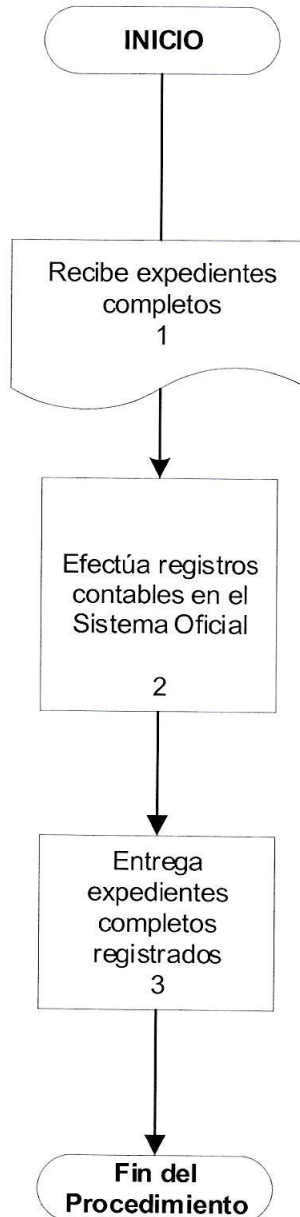 INICIO
Recibe expedientes
completos
1
Efectúa registros
contables en el
Sistema Oficial
2
Entrega
expedientes
completos
registrados
3
Fin del
Procedimiento